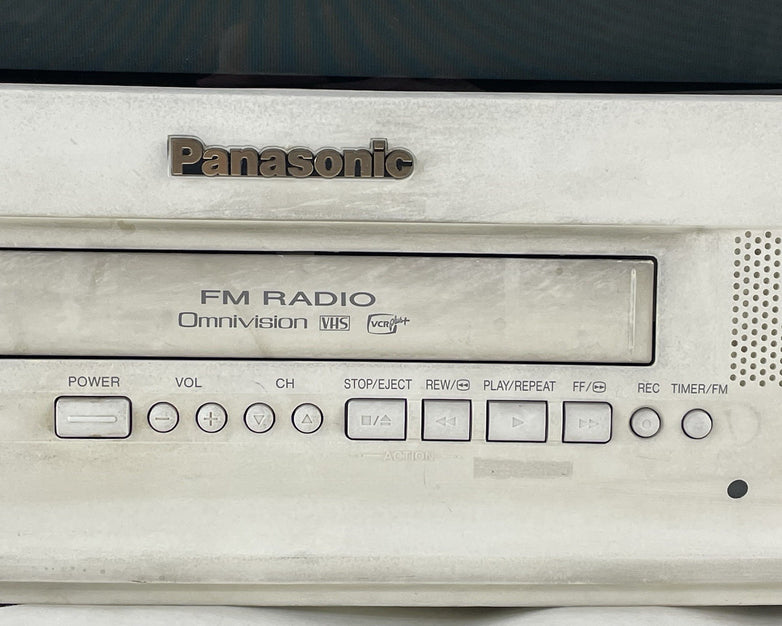 Panasonic
FM RADIO
Omnivision VHS VCR plus+
POWER VOL CH STOP/EJECT REW/ PLAY/REPEAT FF/ REC TIMER/FM
ACTION